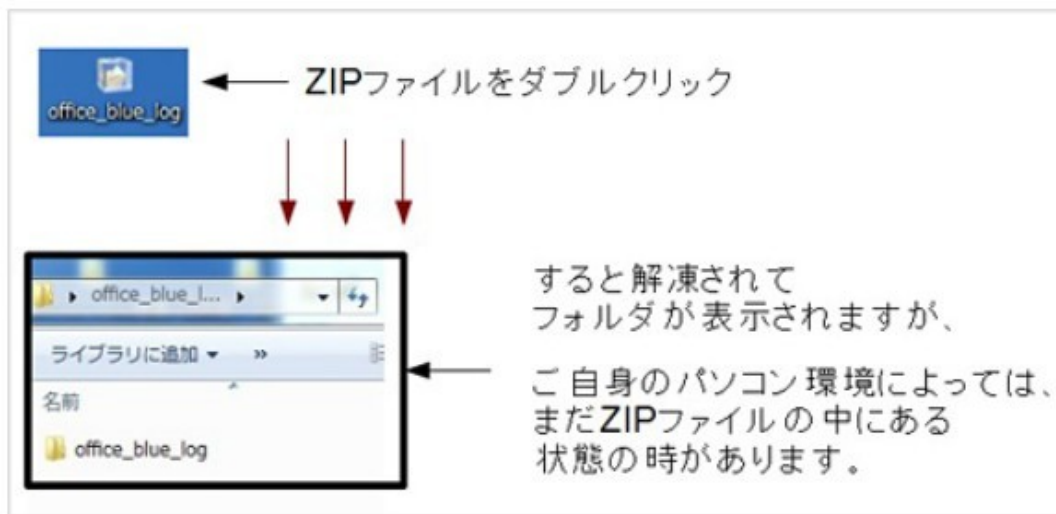 ZIPファイルをダブルクリック
office_blue_log
office_blue_l...
すると解凍されて
フォルダが表示されますが、
ライブラリに追加
»
ご自身のパソコン環境によっては、
まだZIPファイルの中にある
状態の時があります。
名前
office_blue_log